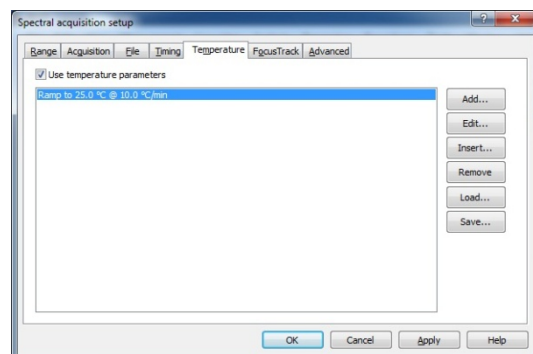 Spectral acquisition setup
Range Acquisition File Timing Temperature FocusTrack Advanced
Use temperature parameters
Ramp to 25.0 °C @ 10.0 °C/min
Add...
Edit...
Insert...
Remove
Load...
Save...
OK Cancel Apply Help